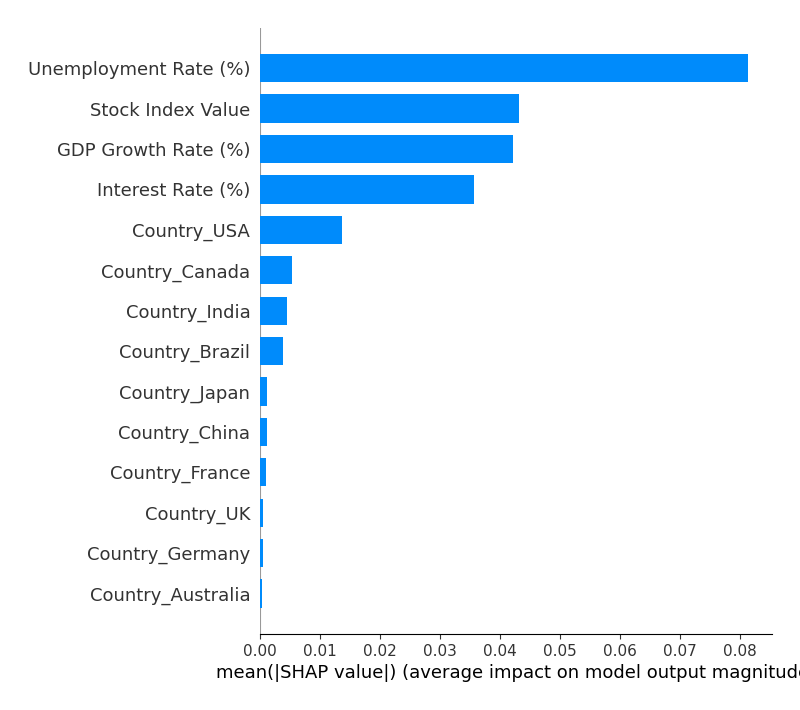 Unemployment Rate (%)
Stock Index Value
GDP Growth Rate (%)
Interest Rate (%)
Country_USA
Country_Canada
Country_India
Country_Brazil
Country_Japan
Country_China
Country_France
Country_UK
Country_Germany
Country_Australia
0.00 0.01 0.02 0.03 0.04 0.05 0.06 0.07 0.08
mean(|SHAP value|) (average impact on model output magnitude